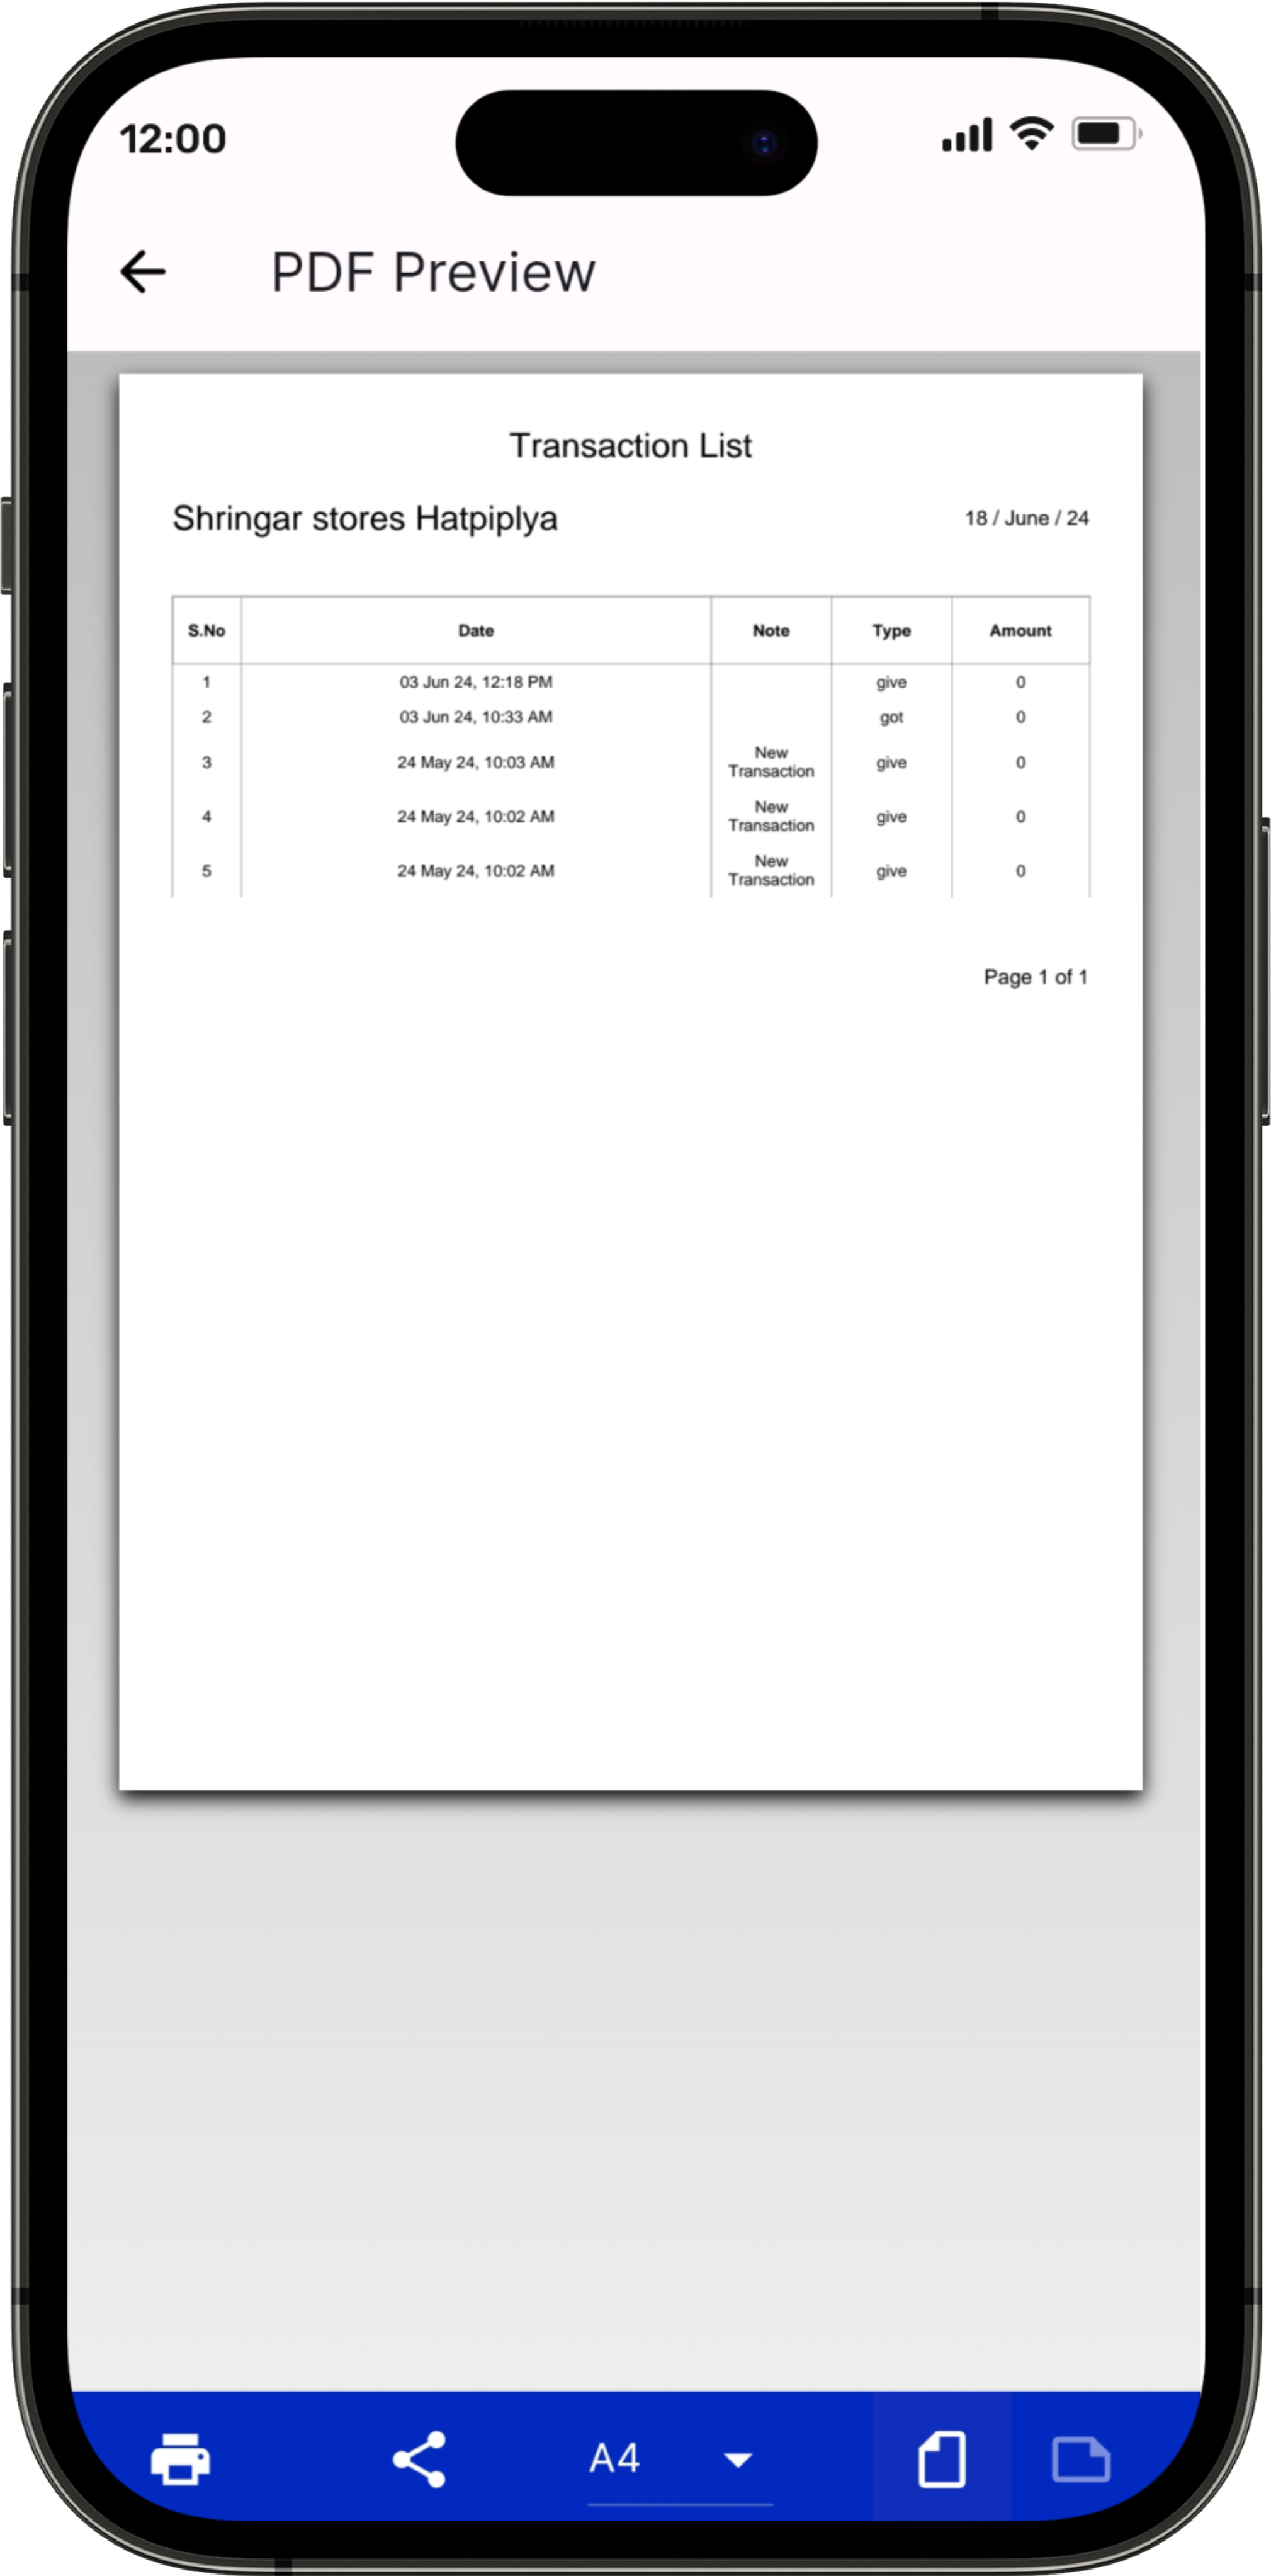 12:00
PDF Preview
Transaction List
Shringar stores Hatpiplya 18 / June / 24
S.No Date Note Type Amount
1 03 Jun 24, 12:18 PM give 0
2 03 Jun 24, 10:33 AM got 0
3 24 May 24, 10:03 AM New Transaction give 0
4 24 May 24, 10:02 AM New Transaction give 0
5 24 May 24, 10:02 AM New Transaction give 0
Page 1 of 1
A4